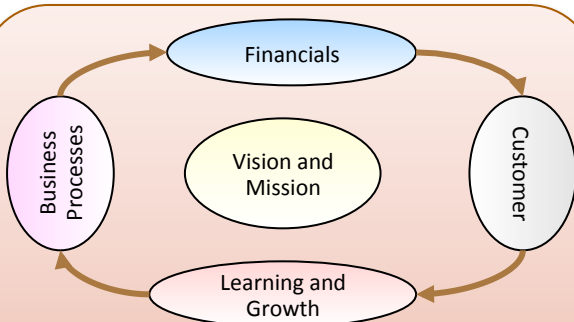 Financials
Business
Processes
Vision and
Mission
Customer
Learning and
Growth